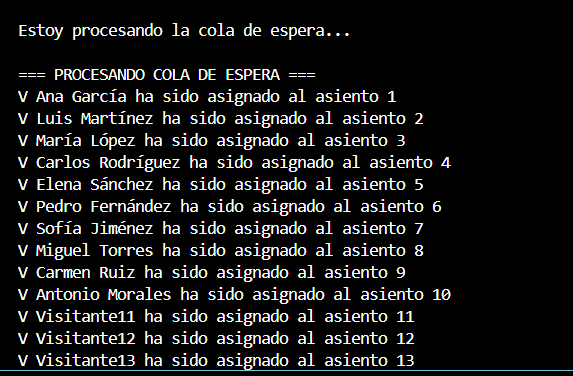 Estoy procesando la cola de espera...
=== PROCESANDO COLA DE ESPERA ===
V Ana García ha sido asignado al asiento 1
V Luis Martínez ha sido asignado al asiento 2
V María López ha sido asignado al asiento 3
V Carlos Rodríguez ha sido asignado al asiento 4
V Elena Sánchez ha sido asignado al asiento 5
V Pedro Fernández ha sido asignado al asiento 6
V Sofía Jiménez ha sido asignado al asiento 7
V Miguel Torres ha sido asignado al asiento 8
V Carmen Ruiz ha sido asignado al asiento 9
V Antonio Morales ha sido asignado al asiento 10
V Visitante11 ha sido asignado al asiento 11
V Visitante12 ha sido asignado al asiento 12
V Visitante13 ha sido asignado al asiento 13